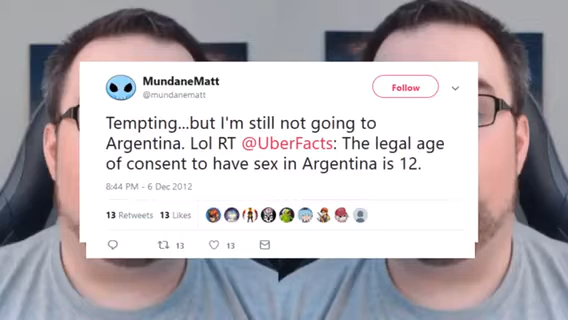 MundaneMatt
@mundanematt
Follow
Tempting...but I'm still not going to
Argentina. Lol RT @UberFacts: The legal age
of consent to have sex in Argentina is 12.
8:44 PM - 6 Dec 2012
13 Retweets 13 Likes
13 13